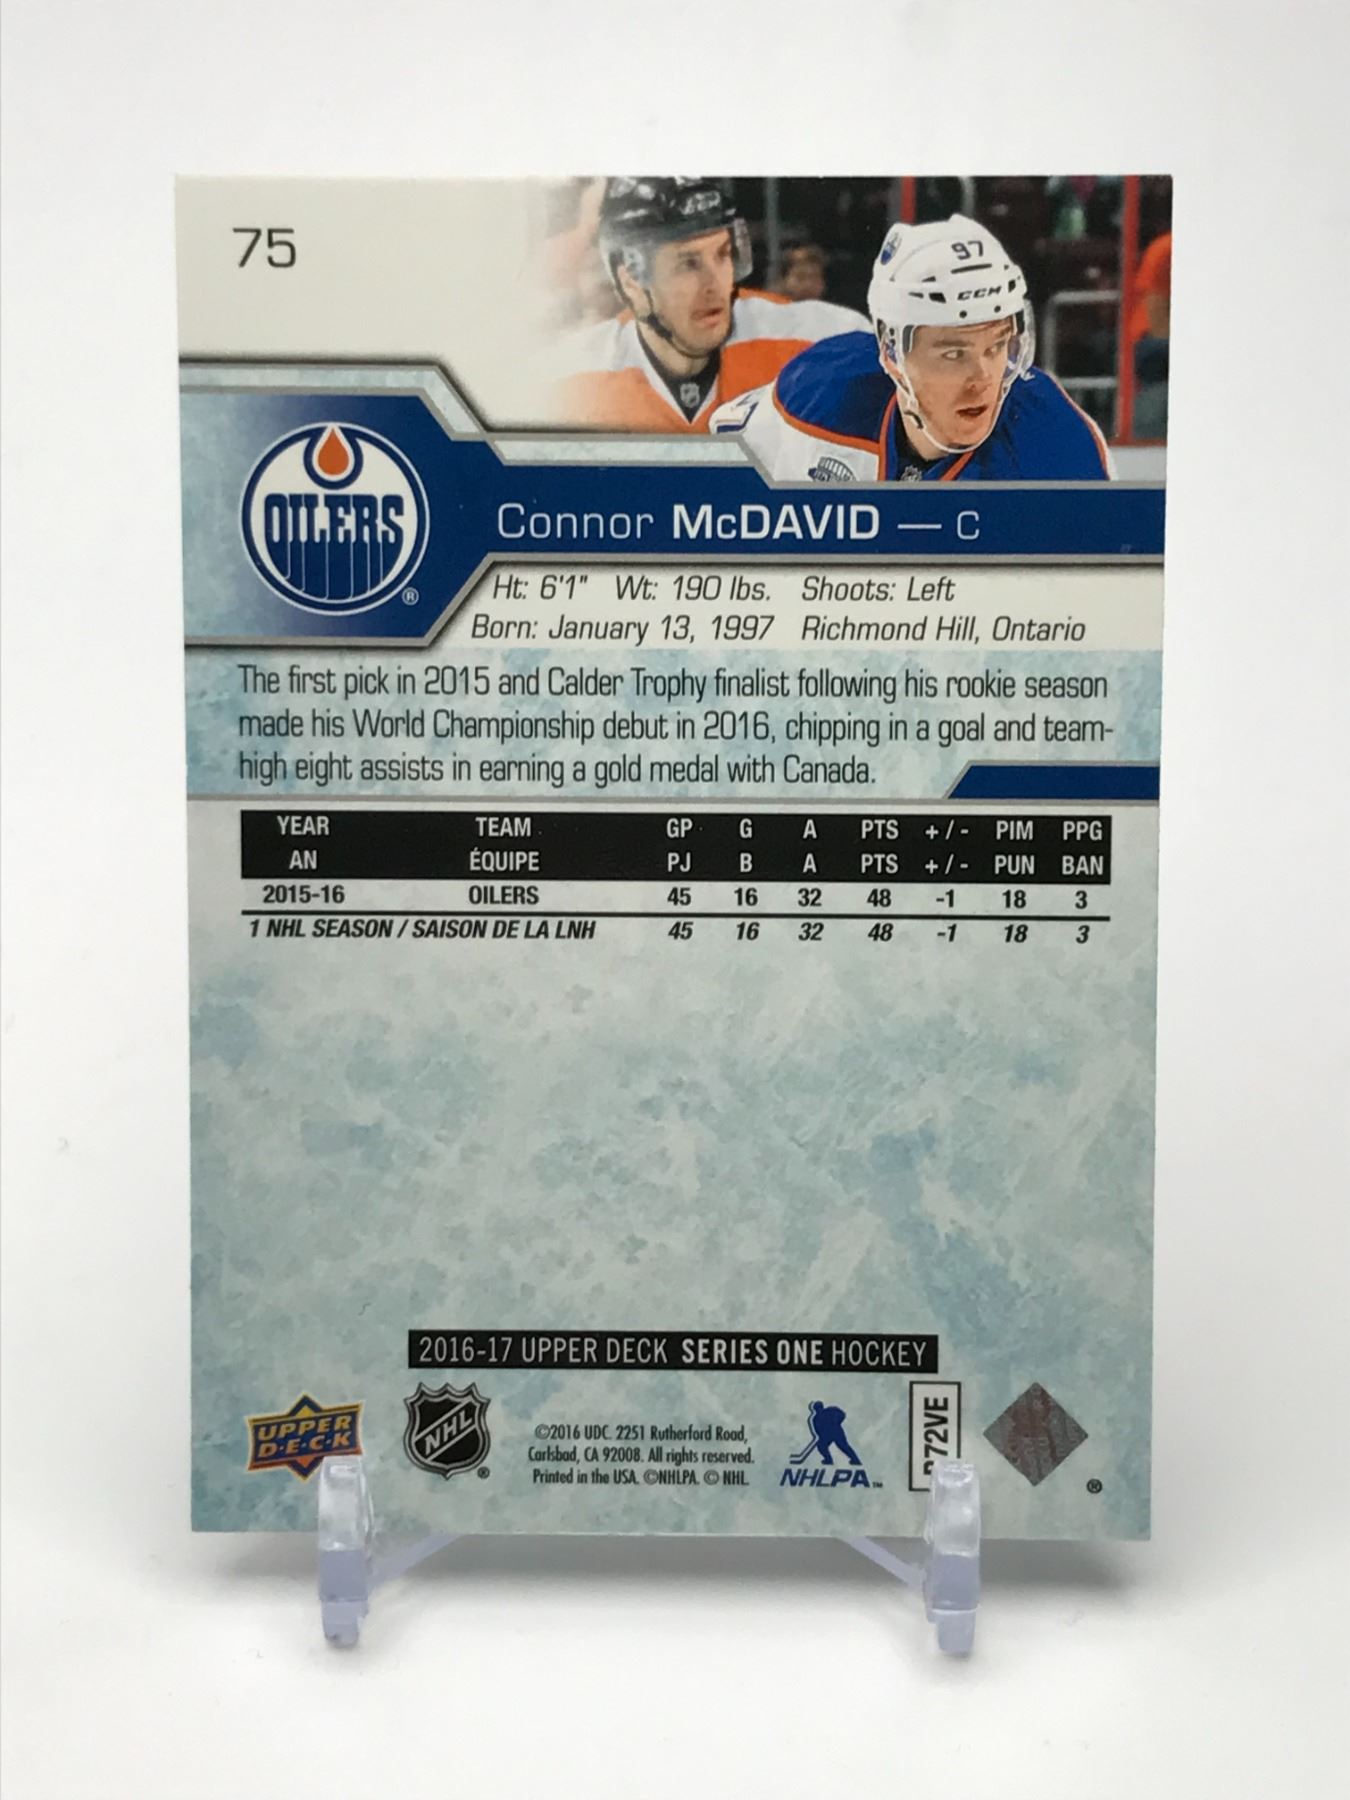 75
97
CCM
OILERS
®
Connor McDAVID — C
Ht: 6'1" Wt: 190 lbs. Shoots: Left
Born: January 13, 1997 Richmond Hill, Ontario
The first pick in 2015 and Calder Trophy finalist following his rookie season
made his World Championship debut in 2016, chipping in a goal and team-
high eight assists in earning a gold medal with Canada.
YEAR TEAM GP G A PTS +/- PIM PPG
AN ÉQUIPE PJ B A PTS +/- PUN BAN
2015-16 OILERS 45 16 32 48 -1 18 3
1 NHL SEASON / SAISON DE LA LNH 45 16 32 48 -1 18 3
2016-17 UPPER DECK SERIES ONE HOCKEY
UPPER
D·E·C·K
NHL
®
©2016 UDC. 2251 Rutherford Road,
Carlsbad, CA 92008. All rights reserved.
Printed in the USA. ©NHLPA. © NHL.
NHLPA™
®